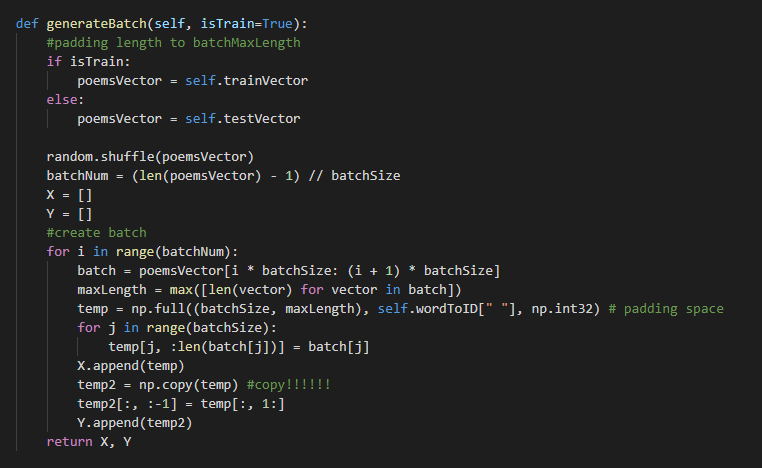 def generateBatch(self, isTrain=True):
    #padding length to batchMaxLength
    if isTrain:
        poemsVector = self.trainVector
    else:
        poemsVector = self.testVector

    random.shuffle(poemsVector)
    batchNum = (len(poemsVector) - 1) // batchSize
    X = []
    Y = []
    #create batch
    for i in range(batchNum):
        batch = poemsVector[i * batchSize: (i + 1) * batchSize]
        maxLength = max([len(vector) for vector in batch])
        temp = np.full((batchSize, maxLength), self.wordToID[" "], np.int32) # padding space
        for j in range(batchSize):
            temp[j, :len(batch[j])] = batch[j]
        X.append(temp)
        temp2 = np.copy(temp) #copy!!!!!!
        temp2[:, :-1] = temp[:, 1:]
        Y.append(temp2)
    return X, Y